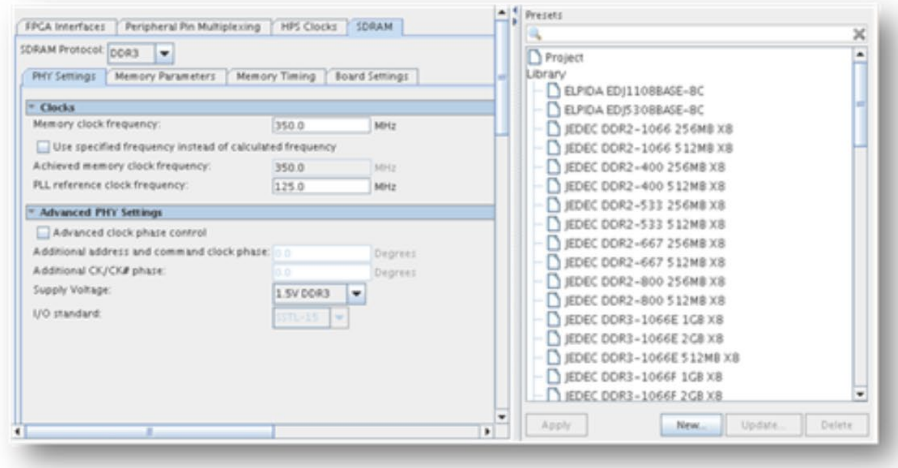 FPGA Interfaces Peripheral Pin Multiplexing HPS Clocks SDRAM
SDRAM Protocol: DDR3
PHY Settings Memory Parameters Memory Timing Board Settings
Clocks
Memory clock frequency: 350.0 MHz
Use specified frequency instead of calculated frequency
Achieved memory clock frequency: 350.0 MHz
PLL reference clock frequency: 125.0 MHz
Advanced PHY Settings
Advanced clock phase control
Additional address and command clock phase: 0.0 Degrees
Additional CK/CK# phase: 0.0 Degrees
Supply Voltage: 1.5V DDR3
I/O standard: SSTL-15
Presets
Project
Library
ELPIDA EDJ1108BASE-8C
ELPIDA EDJ5308BASE-8C
JEDEC DDR2-1066 256MB X8
JEDEC DDR2-1066 512MB X8
JEDEC DDR2-400 256MB X8
JEDEC DDR2-400 512MB X8
JEDEC DDR2-533 256MB X8
JEDEC DDR2-533 512MB X8
JEDEC DDR2-667 256MB X8
JEDEC DDR2-667 512MB X8
JEDEC DDR2-800 256MB X8
JEDEC DDR2-800 512MB X8
JEDEC DDR3-1066E 1GB X8
JEDEC DDR3-1066E 2GB X8
JEDEC DDR3-1066E 512MB X8
JEDEC DDR3-1066F 1GB X8
JEDEC DDR3-1066F 2GB X8
Apply New... Update... Delete